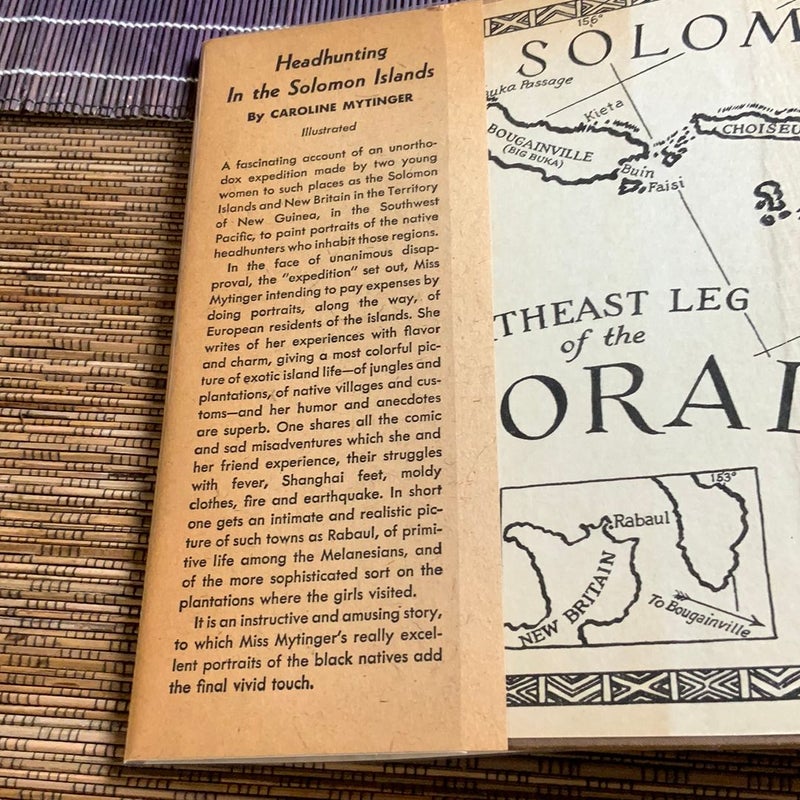 Headhunting
In the Solomon Islands
By CAROLINE MYTINGER
Illustrated
A fascinating account of an unortho-
dox expedition made by two young
women to such places as the Solomon
Islands and New Britain in the Territory
of New Guinea, in the Southwest
Pacific, to paint portraits of the native
headhunters who inhabit those regions.
In the face of unanimous disap-
proval, the "expedition" set out, Miss
Mytinger intending to pay expenses by
doing portraits, along the way, of
European residents of the islands. She
writes of her experiences with flavor
and charm, giving a most colorful pic-
ture of exotic island life—of jungles and
plantations, of native villages and cus-
toms—and her humor and anecdotes
are superb. One shares all the comic
and sad misadventures which she and
her friend experience, their struggles
with fever, Shanghai feet, moldy
clothes, fire and earthquake. In short
one gets an intimate and realistic pic-
ture of such towns as Rabaul, of primi-
tive life among the Melanesians, and
of the more sophisticated sort on the
plantations where the girls visited.
It is an instructive and amusing story,
to which Miss Mytinger's really excel-
lent portraits of the black natives add
the final vivid touch.
156°
SOLOM
uka Passage
Kieta
BOUGAINVILLE
(BIG BUKA)
CHOISEU
Buin
Faisi
THEAST LEG
of the
ORAL
153°
Rabaul
NEW BRITAIN
To Bougainville